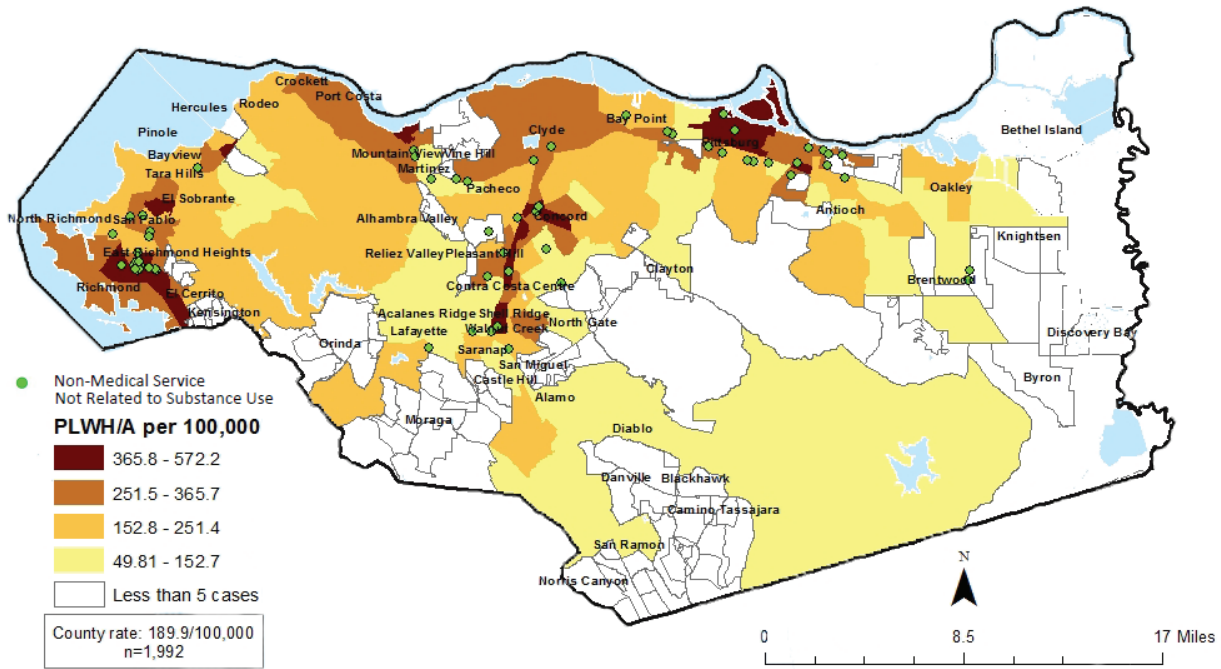 Crockett
Port Costa
Hercules
Rodeo
Pinole
Bayview
Tara Hills
Clyde
Bay Point
Pittsburg
Bethel Island
Mountain View
Vine Hill
Martinez
Pacheco
Oakley
El Sobrante
North Richmond
San Pablo
Alhambra Valley
Concord
Antioch
Knightsen
East Richmond Heights
Reliez Valley
Pleasant Hill
Clayton
Brentwood
Richmond
El Cerrito
Kensington
Contra Costa Centre
Acalanes Ridge
Shell Ridge
Lafayette
Walnut Creek
North Gate
Discovery Bay
Orinda
Saranap
San Miguel
Castle Hill
Byron
Alamo
Moraga
Diablo
Danville
Blackhawk
Camino Tassajara
San Ramon
Norris Canyon
Non-Medical Service
Not Related to Substance Use
PLWH/A per 100,000
365.8 - 572.2
251.5 - 365.7
152.8 - 251.4
49.81 - 152.7
Less than 5 cases
County rate: 189.9/100,000
n=1,992
N
0 8.5 17 Miles